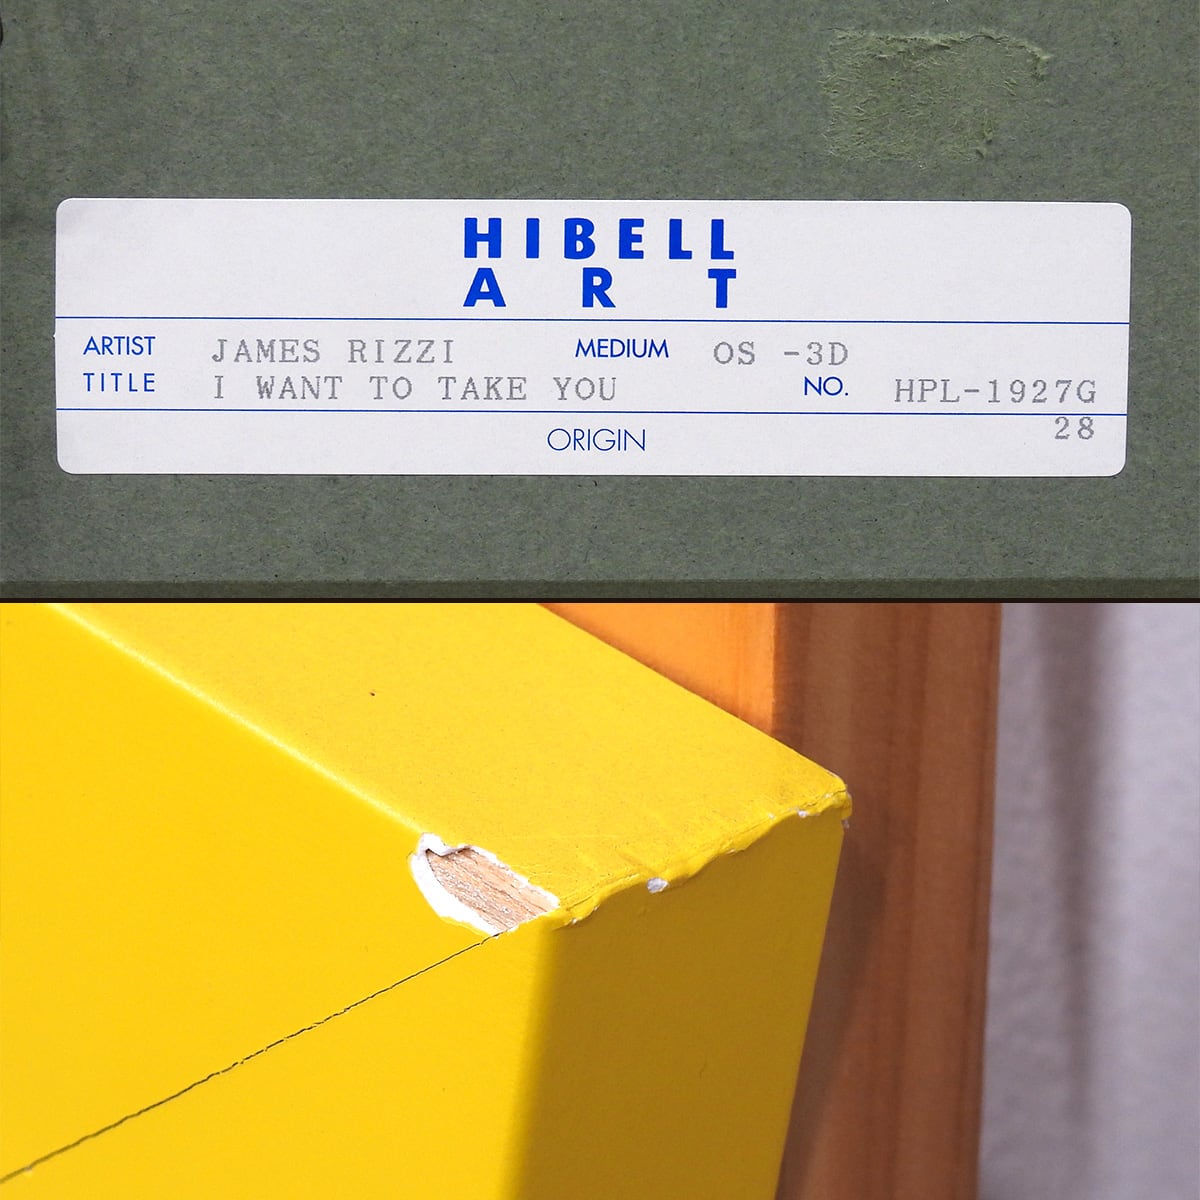 HIBELL
ART
ARTIST JAMES RIZZI MEDIUM OS -3D
TITLE I WANT TO TAKE YOU NO. HPL-1927G
28
ORIGIN